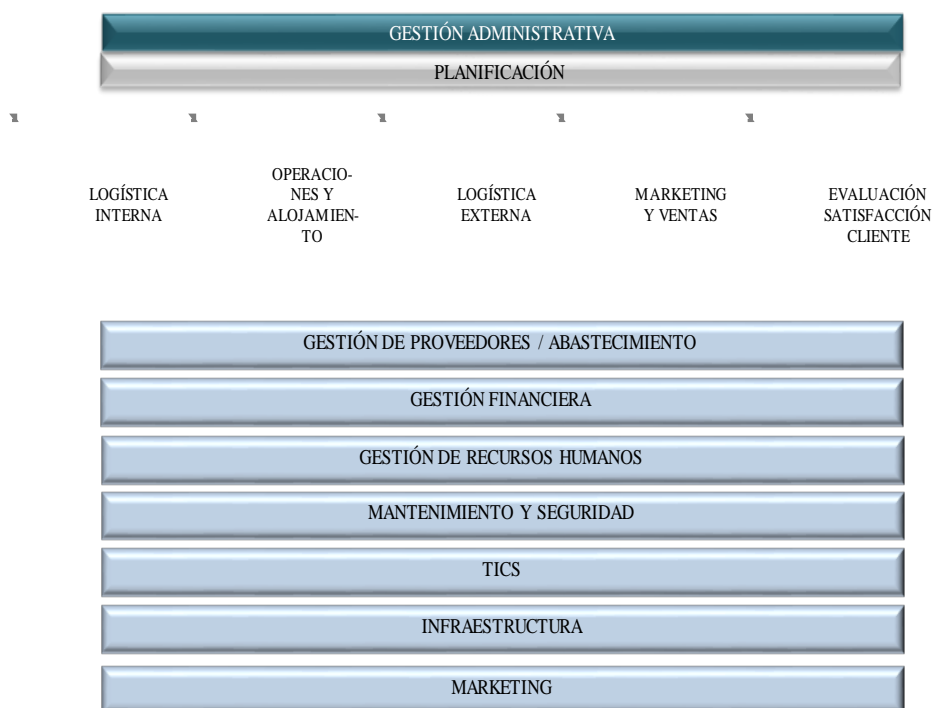 GESTIÓN ADMINISTRATIVA
PLANIFICACIÓN
LOGÍSTICA
INTERNA
OPERACIO-
NES Y
ALOJAMIEN-
TO
LOGÍSTICA
EXTERNA
MARKETING
Y VENTAS
EVALUACIÓN
SATISFACCIÓN
CLIENTE
GESTIÓN DE PROVEEDORES / ABASTECIMIENTO
GESTIÓN FINANCIERA
GESTIÓN DE RECURSOS HUMANOS
MANTENIMIENTO Y SEGURIDAD
TICS
INFRAESTRUCTURA
MARKETING